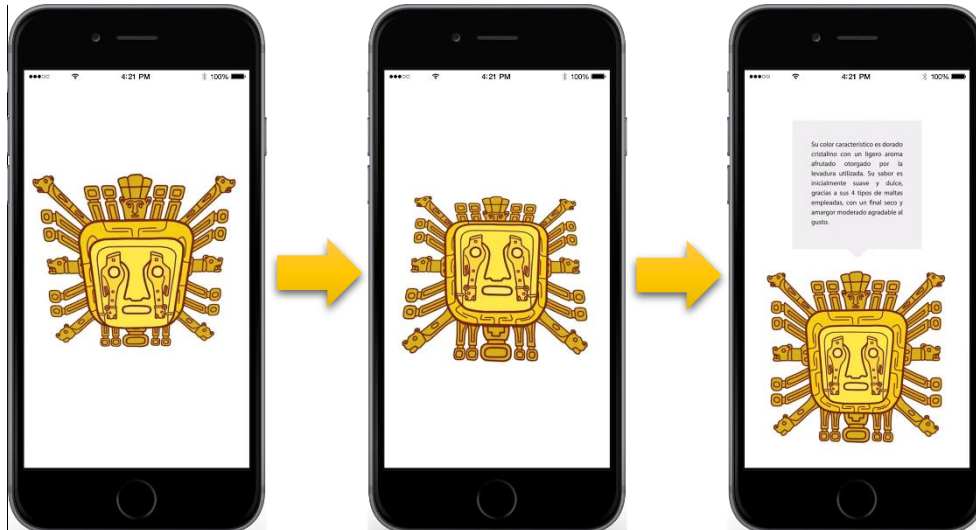 4:21 PM
100%
4:21 PM
100%
4:21 PM
100%
Su color característico es dorado
cristalino con un ligero aroma
afrutado otorgado por la
levadura utilizada. Su sabor es
inicialmente suave y dulce,
gracias a sus 4 tipos de maltas
empleadas, con un final seco y
amargor moderado agradable al
gusto.